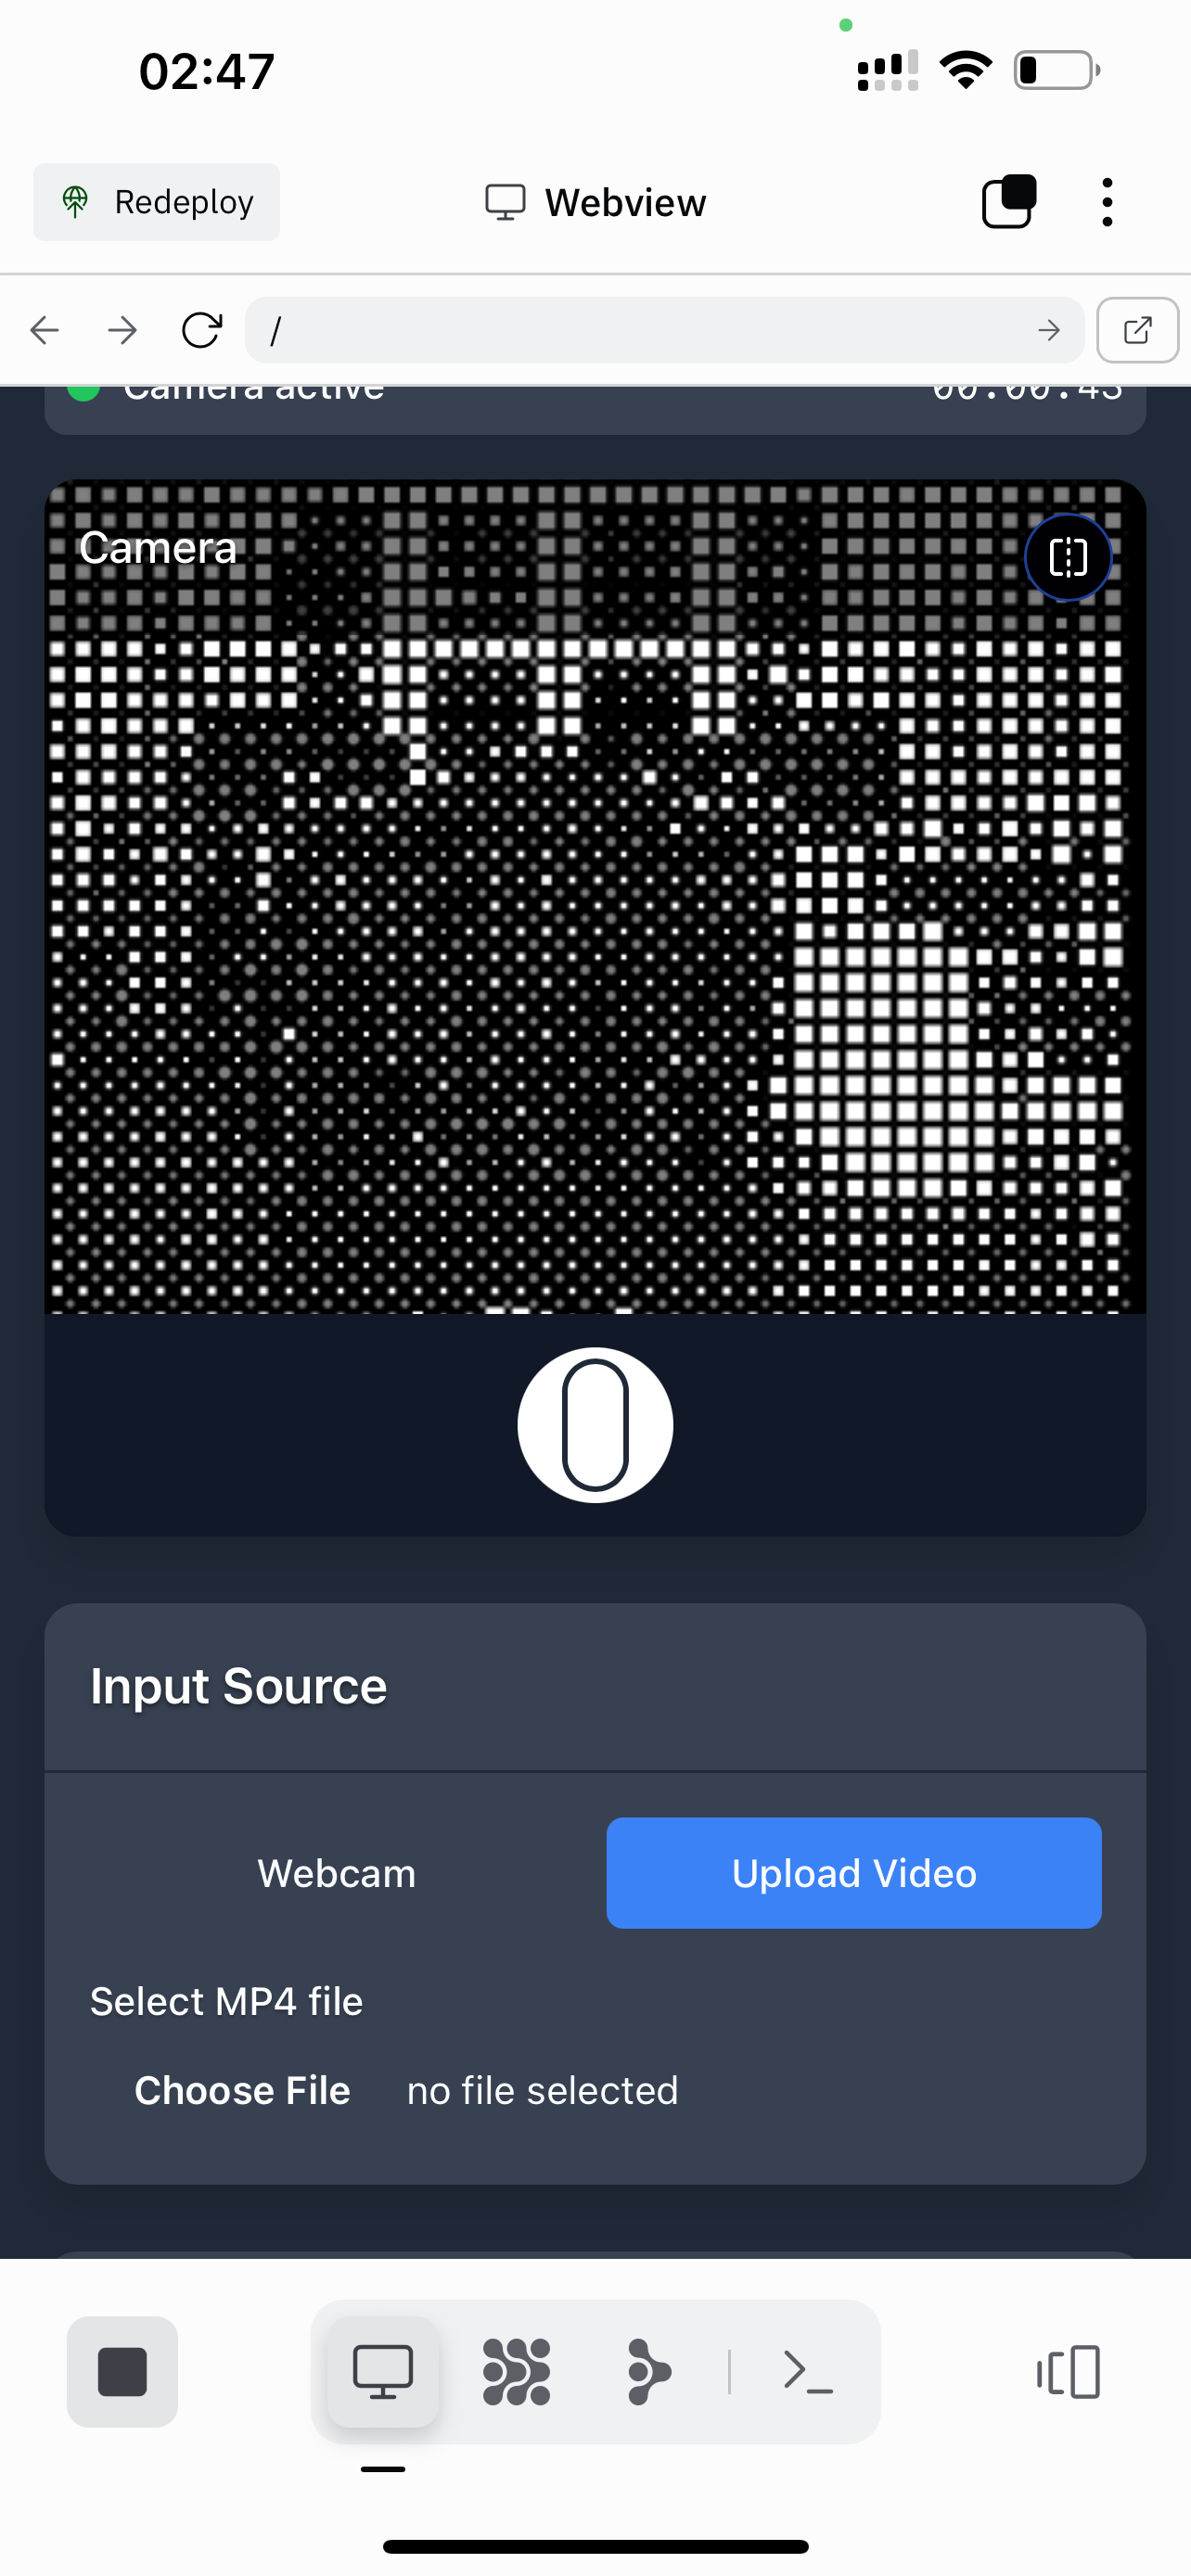 02:47
Redeploy
Webview
/
Camera active
00:00:43
Camera
Input Source
Webcam
Upload Video
Select MP4 file
Choose File
no file selected